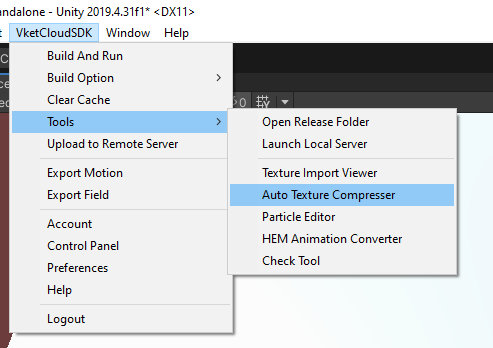 ndalone - Unity 2019.4.31f1* <DX11>
t VketCloudSDK Window Help
Build And Run
Build Option
Clear Cache
Tools
Upload to Remote Server
Export Motion
Export Field
Account
Control Panel
Preferences
Help
Logout
0
Open Release Folder
Launch Local Server
Texture Import Viewer
Auto Texture Compresser
Particle Editor
HEM Animation Converter
Check Tool